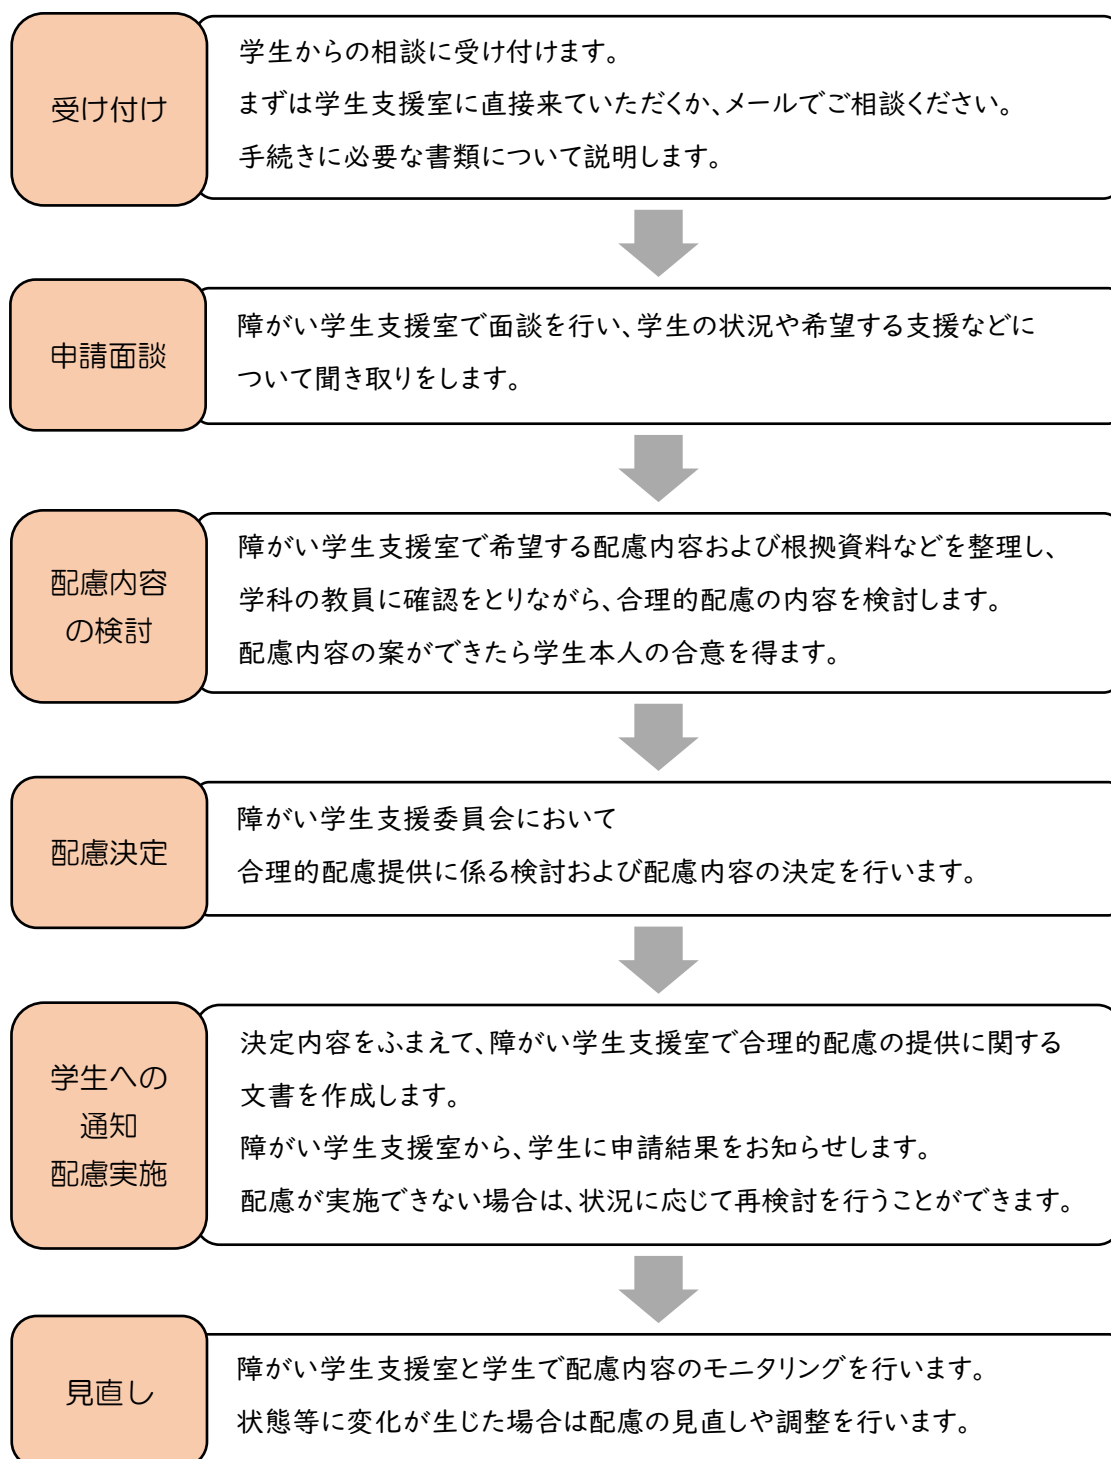 受け付け
学生からの相談に受け付けます。
まずは学生支援室に直接来ていただくか、メールでご相談ください。
手続きに必要な書類について説明します。
申請面談
障がい学生支援室で面談を行い、学生の状況や希望する支援などに
ついて聞き取りをします。
配慮内容
の検討
障がい学生支援室で希望する配慮内容および根拠資料などを整理し、
学科の教員に確認をとりながら、合理的配慮の内容を検討します。
配慮内容の案ができたら学生本人の合意を得ます。
配慮決定
障がい学生支援委員会において
合理的配慮提供に係る検討および配慮内容の決定を行います。
学生への
通知
配慮実施
決定内容をふまえて、障がい学生支援室で合理的配慮の提供に関する
文書を作成します。
障がい学生支援室から、学生に申請結果をお知らせします。
配慮が実施できない場合は、状況に応じて再検討を行うことができます。
見直し
障がい学生支援室と学生で配慮内容のモニタリングを行います。
状態等に変化が生じた場合は配慮の見直しや調整を行います。